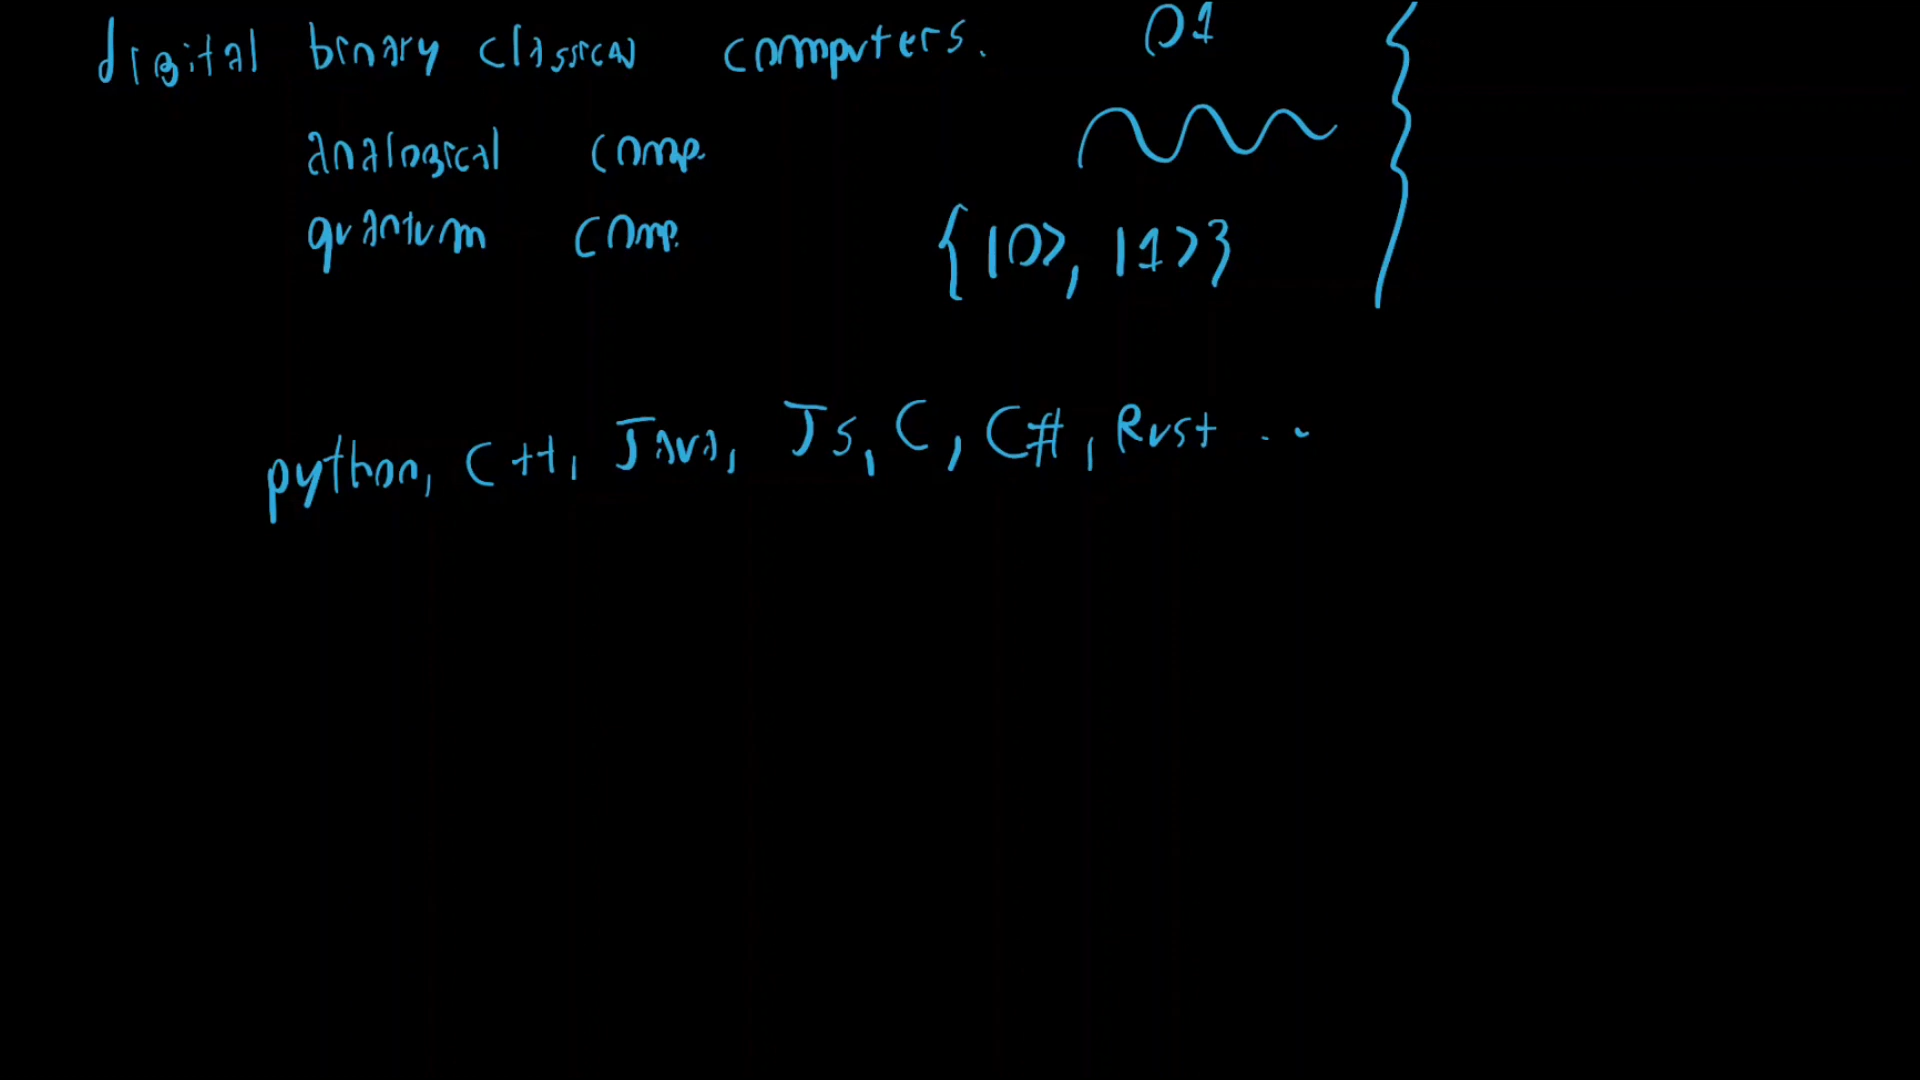 digital binary classical computers. 01
analogical comp.
quantum comp. {|0>, |1>}
python, C++, Java, Js, C, C#, Rust ..